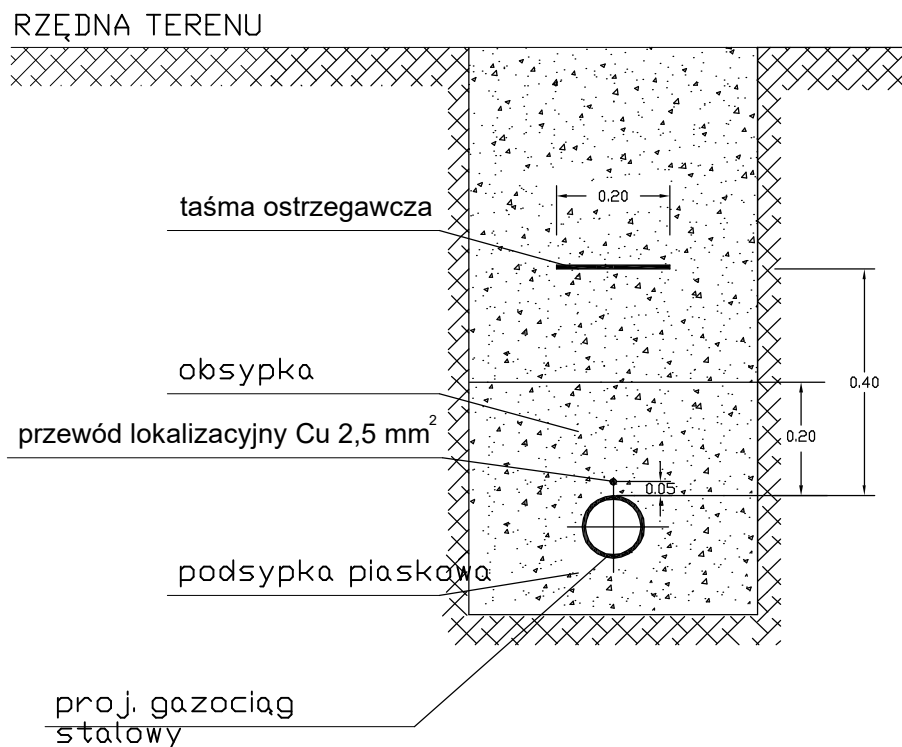 RZĘDNA TERENU
0.20
taśma ostrzegawcza
obsypka
0.40
przewód lokalizacyjny Cu 2,5 mm²
0.20
0.05
podsypka piaskowa
proj. gazociąg
stalowy